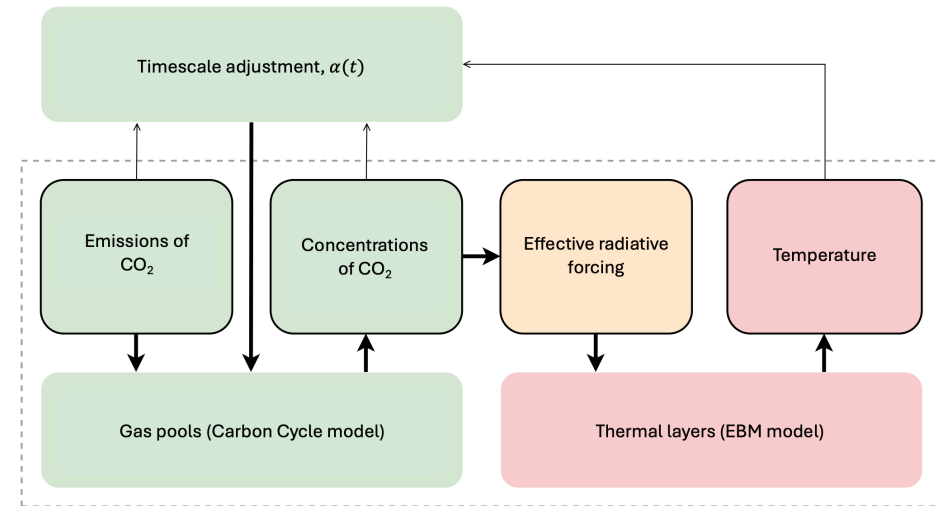 Timescale adjustment, α(t)
Emissions of
CO₂
Concentrations
of CO₂
Effective radiative
forcing
Temperature
Gas pools (Carbon Cycle model)
Thermal layers (EBM model)